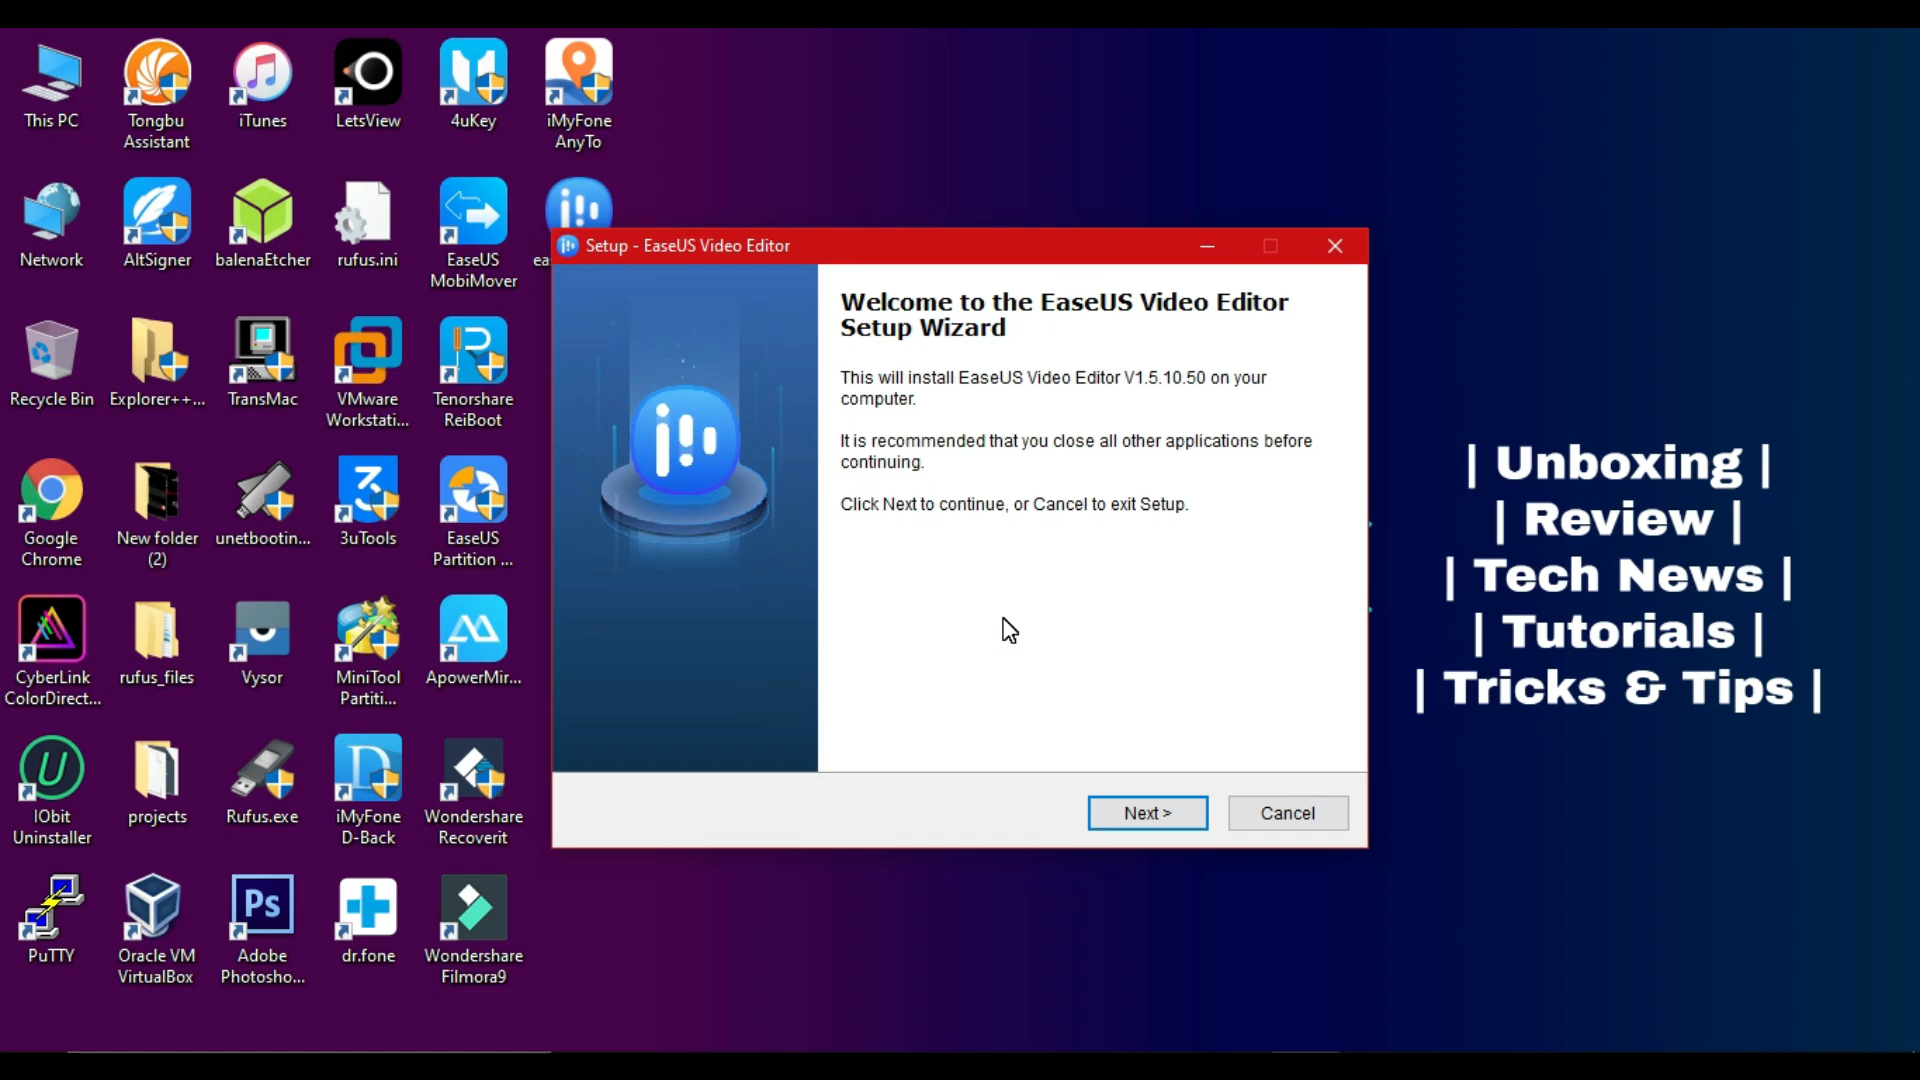 This PC
Tongbu
Assistant
iTunes
LetsView
4uKey
iMyFone
AnyTo
Network
AltSigner
balenaEtcher
rufus.ini
EaseUS
MobiMover
Recycle Bin
Explorer++...
TransMac
VMware
Workstati...
Tenorshare
ReiBoot
Google
Chrome
New folder
(2)
unetbootin...
3uTools
EaseUS
Partition ...
CyberLink
ColorDirect...
rufus_files
Vysor
MiniTool
Partiti...
ApowerMir...
IObit
Uninstaller
projects
Rufus.exe
iMyFone
D-Back
Wondershare
Recoverit
PuTTY
Oracle VM
VirtualBox
Ps
Adobe
Photosho...
dr.fone
Wondershare
Filmora9
Setup - EaseUS Video Editor
Welcome to the EaseUS Video Editor
Setup Wizard
This will install EaseUS Video Editor V1.5.10.50 on your
computer.
It is recommended that you close all other applications before
continuing.
Click Next to continue, or Cancel to exit Setup.
Next >
Cancel
| Unboxing |
| Review |
| Tech News |
| Tutorials |
| Tricks & Tips |